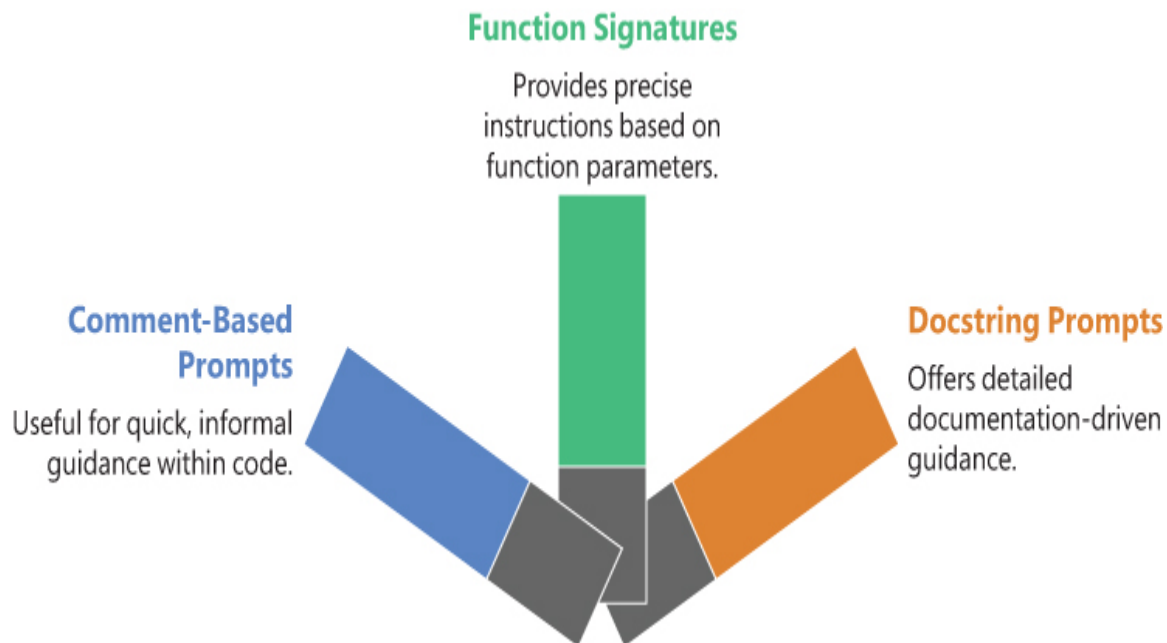 Function Signatures
Provides precise
instructions based on
function parameters.
Comment-Based
Prompts
Useful for quick, informal
guidance within code.
Docstring Prompts
Offers detailed
documentation-driven
guidance.